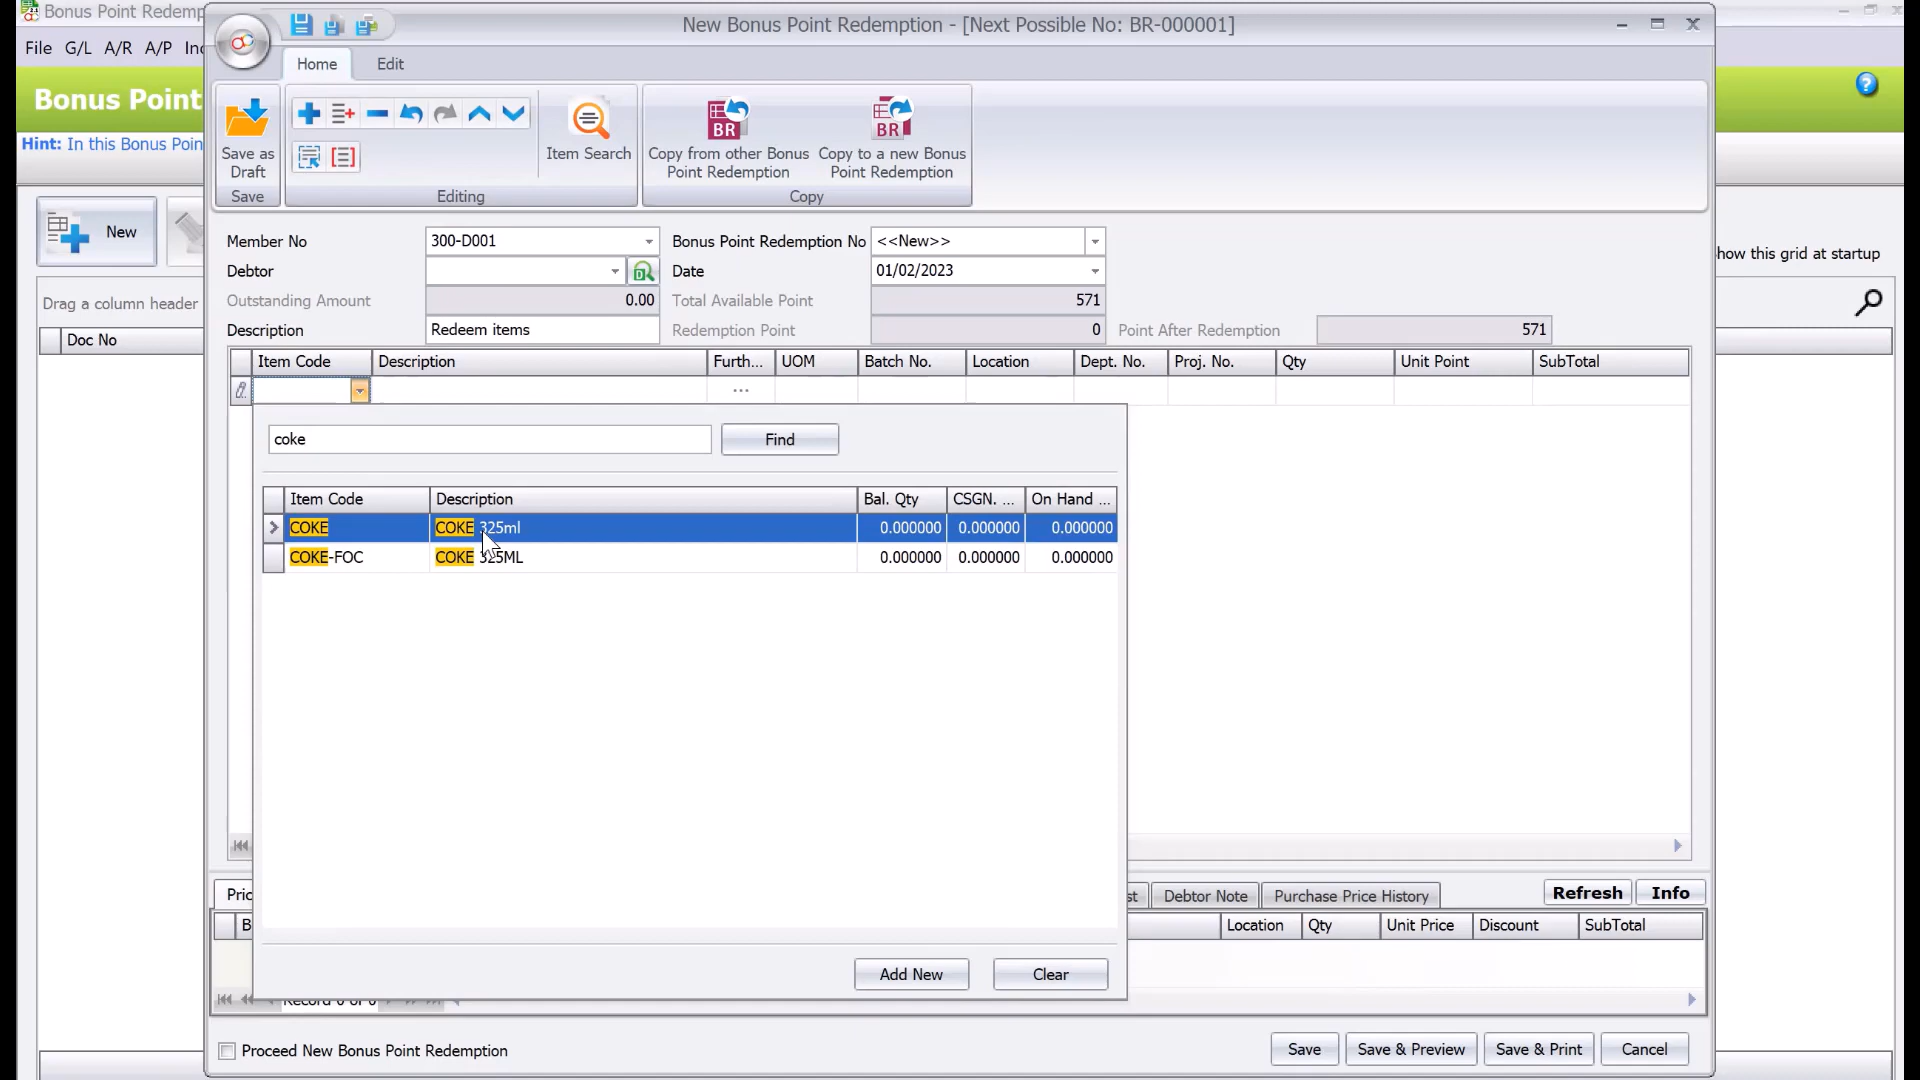 Bonus Point Redemp
New Bonus Point Redemption - [Next Possible No: BR-000001]
File G/L A/R A/P
Home Edit
Bonus Point
Hint: In this Bonus Poin
Save as Draft
Item Search
BR
Copy from other Bonus Point Redemption
BR
Copy to a new Bonus Point Redemption
Save Editing Copy
New
how this grid at startup
Drag a column header
Doc No
Member No 300-D001 Bonus Point Redemption No <<New>>
Debtor D Date 01/02/2023
Outstanding Amount 0.00 Total Available Point 571
Description Redeem items Redemption Point 0 Point After Redemption 571
Item Code Description Furth... UOM Batch No. Location Dept. No. Proj. No. Qty Unit Point SubTotal
...
coke Find
Item Code Description Bal. Qty CSGN. ... On Hand ...
COKE COKE 325ml 0.000000 0.000000 0.000000
COKE-FOC COKE 325ML 0.000000 0.000000 0.000000
Debtor Note Purchase Price History Refresh Info
Location Qty Unit Price Discount SubTotal
Add New Clear
Record 0 of 0
Proceed New Bonus Point Redemption Save Save & Preview Save & Print Cancel